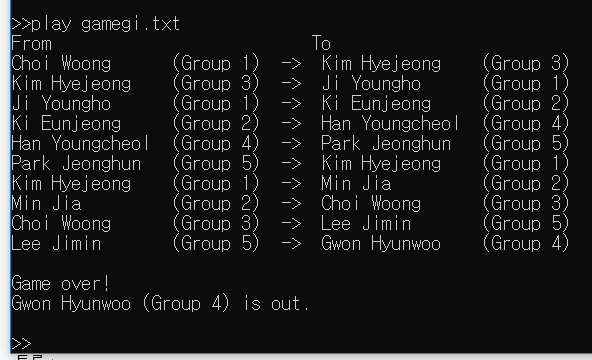 >>play gamegi.txt
From To
Choi Woong (Group 1) -> Kim Hyejeong (Group 3)
Kim Hyejeong (Group 3) -> Ji Youngho (Group 1)
Ji Youngho (Group 1) -> Ki Eunjeong (Group 2)
Ki Eunjeong (Group 2) -> Han Youngcheol (Group 4)
Han Youngcheol (Group 4) -> Park Jeonghun (Group 5)
Park Jeonghun (Group 5) -> Kim Hyejeong (Group 1)
Kim Hyejeong (Group 1) -> Min Jia (Group 2)
Min Jia (Group 2) -> Choi Woong (Group 3)
Choi Woong (Group 3) -> Lee Jimin (Group 5)
Lee Jimin (Group 5) -> Gwon Hyunwoo (Group 4)
Game over!
Gwon Hyunwoo (Group 4) is out.
>>